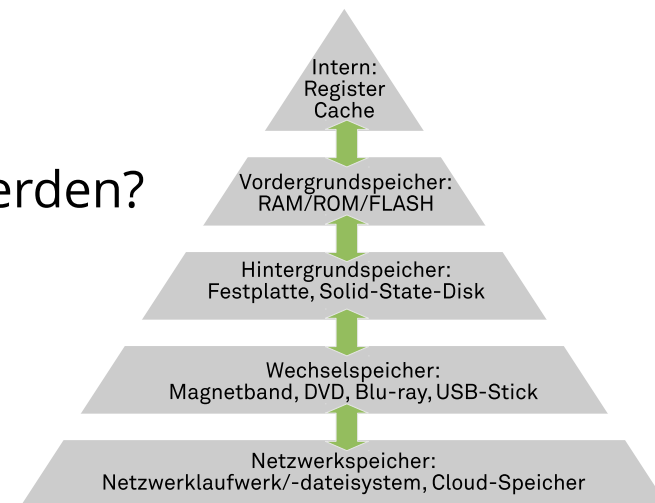 erden?
Intern:
Register
Cache
Vordergrundspeicher:
RAM/ROM/FLASH
Hintergrundspeicher:
Festplatte, Solid-State-Disk
Wechselspeicher:
Magnetband, DVD, Blu-ray, USB-Stick
Netzwerkspeicher:
Netzwerklaufwerk/-dateisystem, Cloud-Speicher